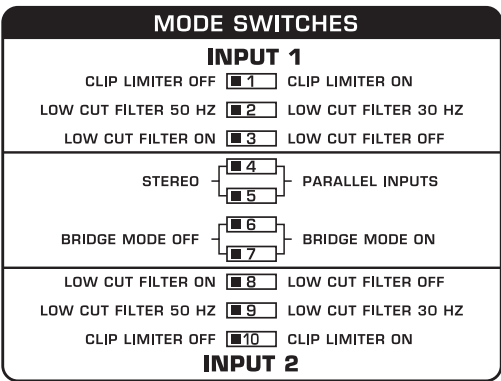 MODE SWITCHES
INPUT 1
CLIP LIMITER OFF 1 CLIP LIMITER ON
LOW CUT FILTER 50 HZ 2 LOW CUT FILTER 30 HZ
LOW CUT FILTER ON 3 LOW CUT FILTER OFF
4
STEREO PARALLEL INPUTS
5
6
BRIDGE MODE OFF BRIDGE MODE ON
7
LOW CUT FILTER ON 8 LOW CUT FILTER OFF
LOW CUT FILTER 50 HZ 9 LOW CUT FILTER 30 HZ
CLIP LIMITER OFF 10 CLIP LIMITER ON
INPUT 2